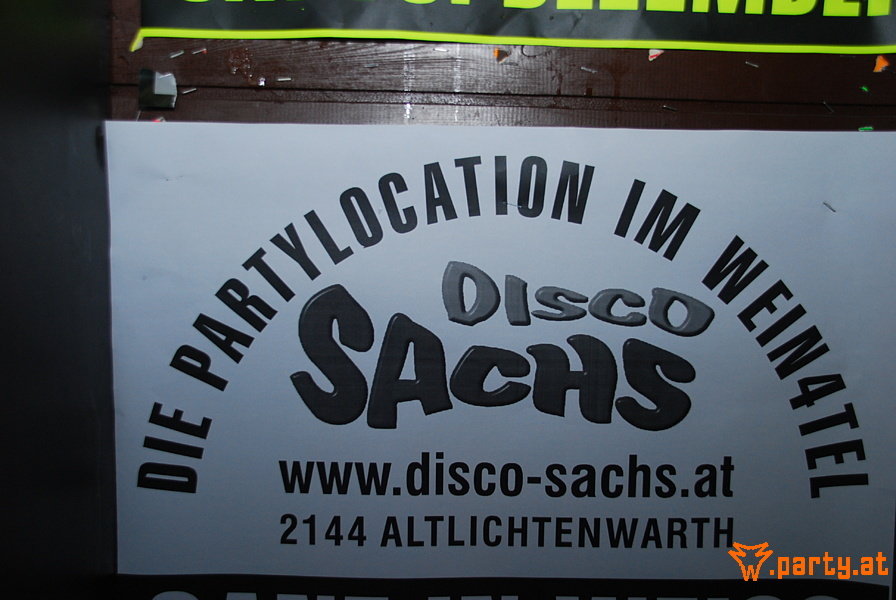 DIE PARTYLOCATION IM WEIN4TEL
DISCO
SACHS
www.disco-sachs.at
2144 ALTLICHTENWARTH
.party.at